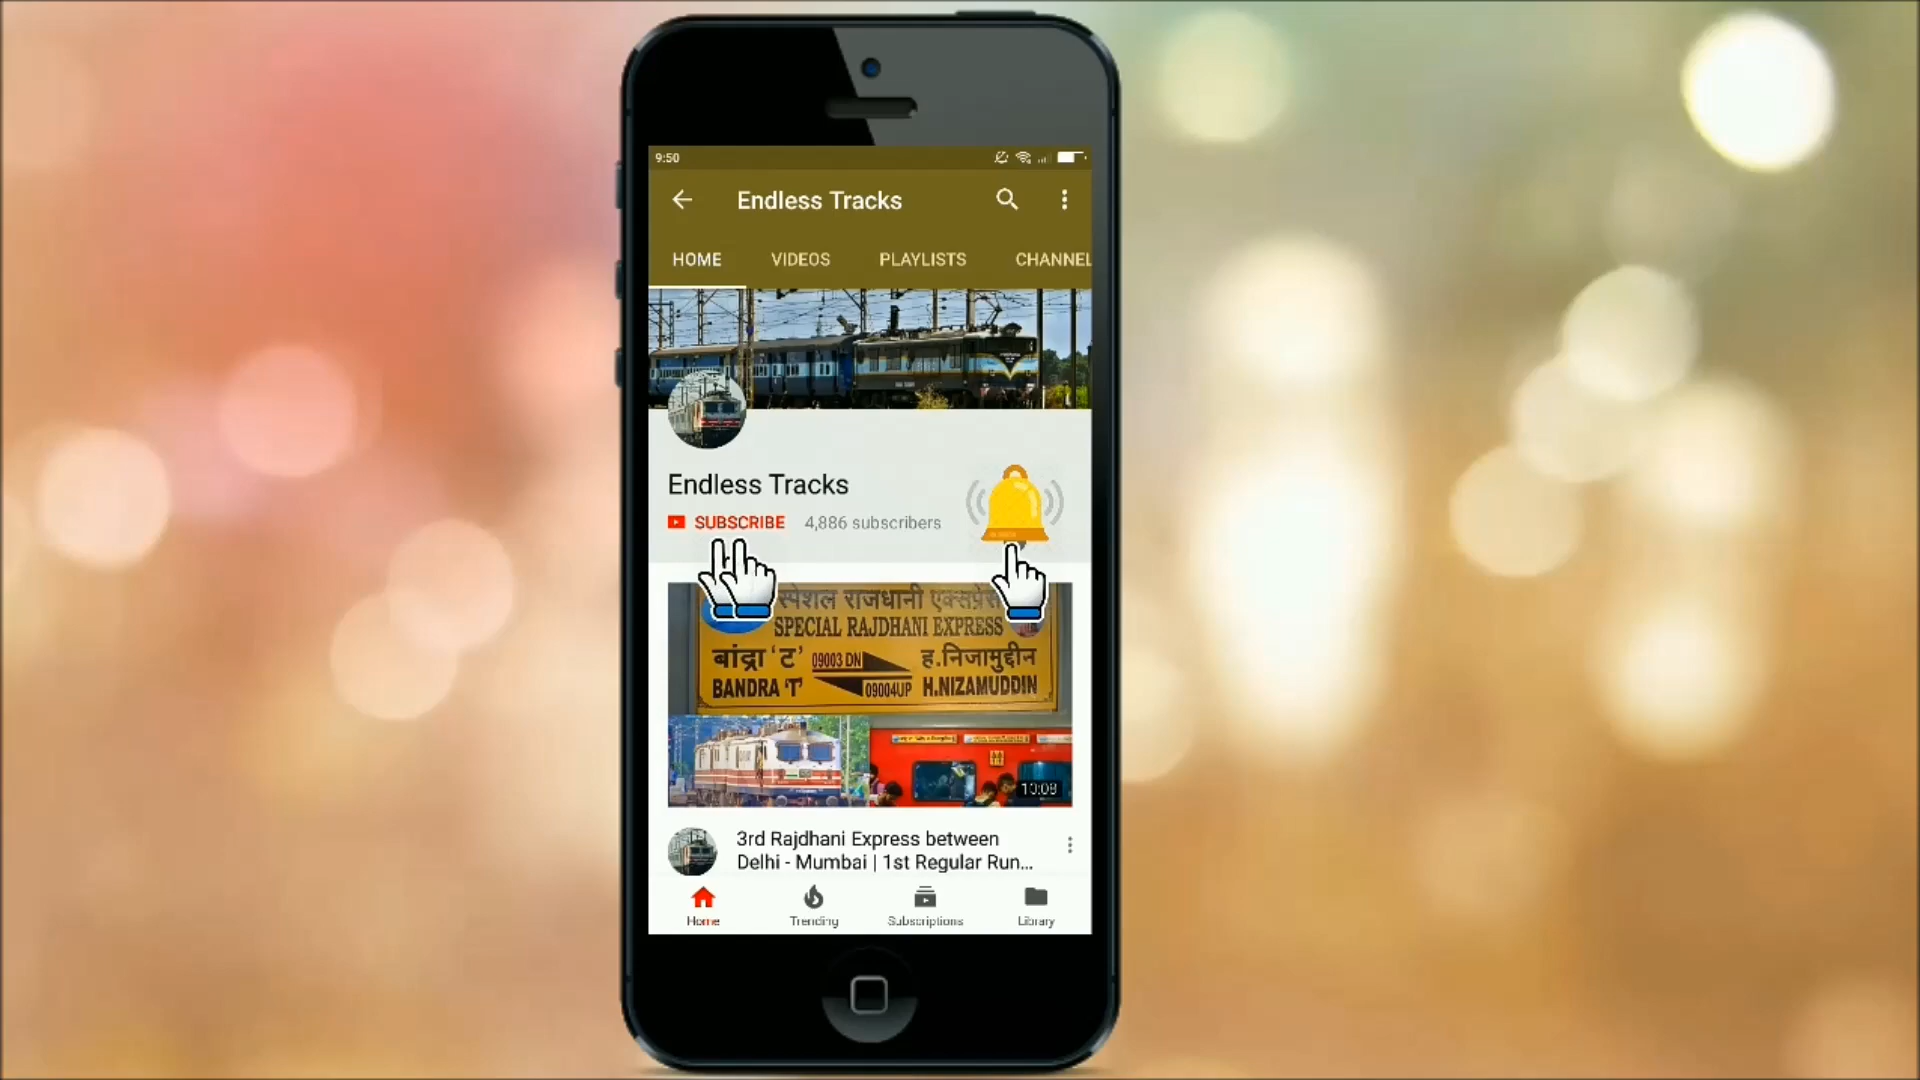 9:50
Endless Tracks
HOME VIDEOS PLAYLISTS CHANNEL
Endless Tracks
SUBSCRIBE 4,886 subscribers
स्पेशल राजधानी एक्सप्रेस
SPECIAL RAJDHANI EXPRESS
बांद्रा 'ट' 09003 DN ह.निजामुद्दीन
BANDRA 'T' 09004UP H.NIZAMUDDIN
10:08
3rd Rajdhani Express between
Delhi - Mumbai | 1st Regular Run...
Home Trending Subscriptions Library